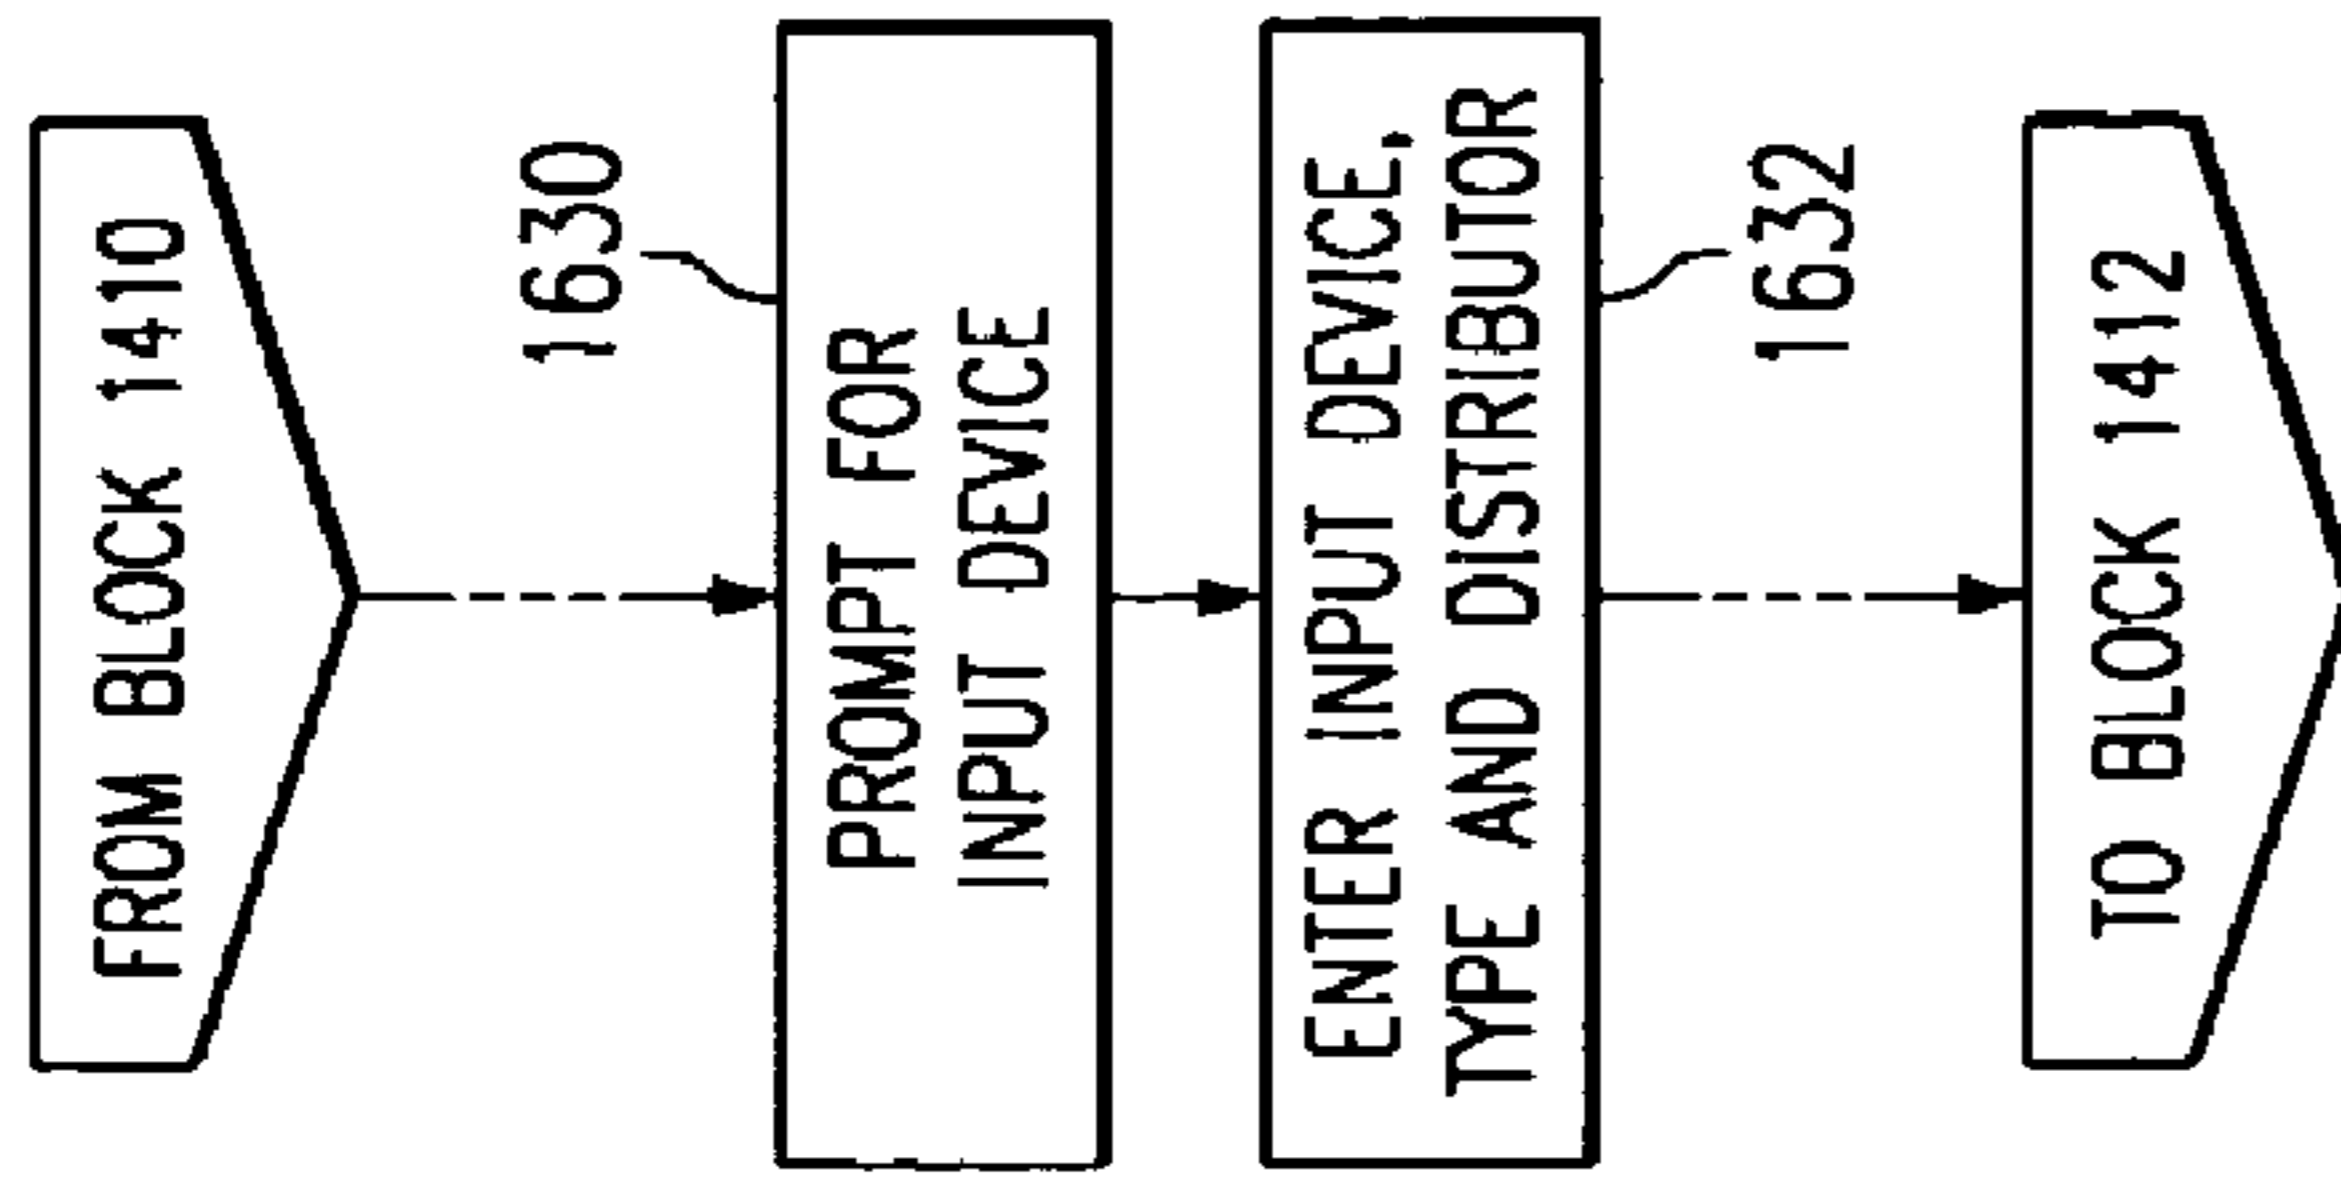 FROM BLOCK 1410
1630
PROMPT FOR
INPUT DEVICE
ENTER INPUT DEVICE,
TYPE AND DISTRIBUTOR
1632
TO BLOCK 1412